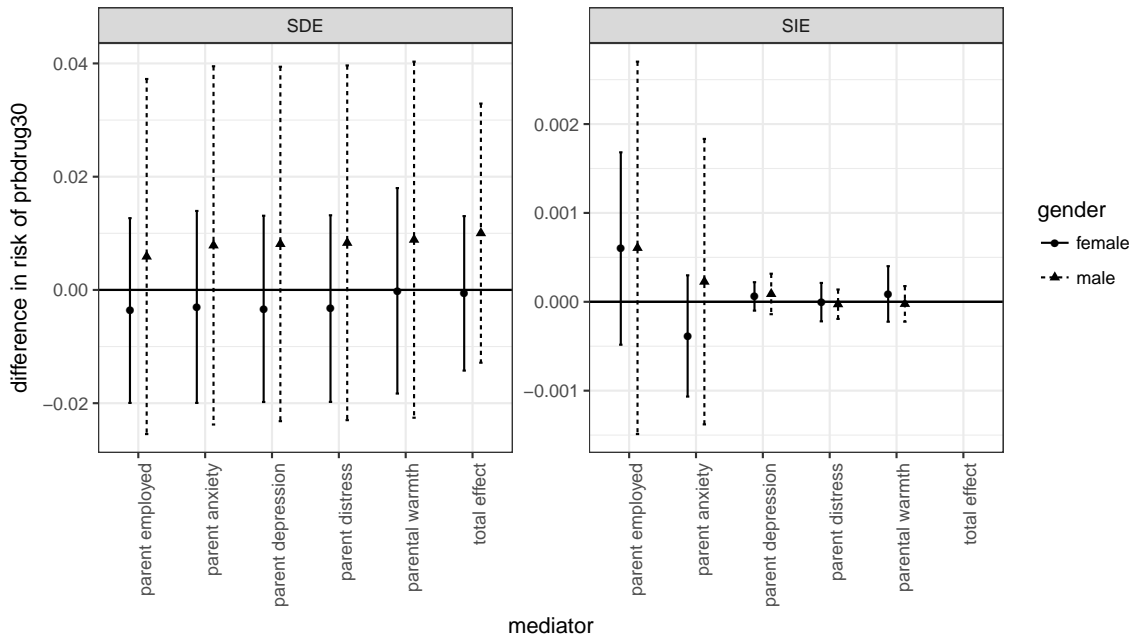 SDE
SIE
difference in risk of prbdrug30
0.04
0.02
0.00
−0.02
0.002
0.001
0.000
−0.001
parent employed
parent anxiety
parent depression
parent distress
parental warmth
total effect
parent employed
parent anxiety
parent depression
parent distress
parental warmth
total effect
mediator
gender
female
male